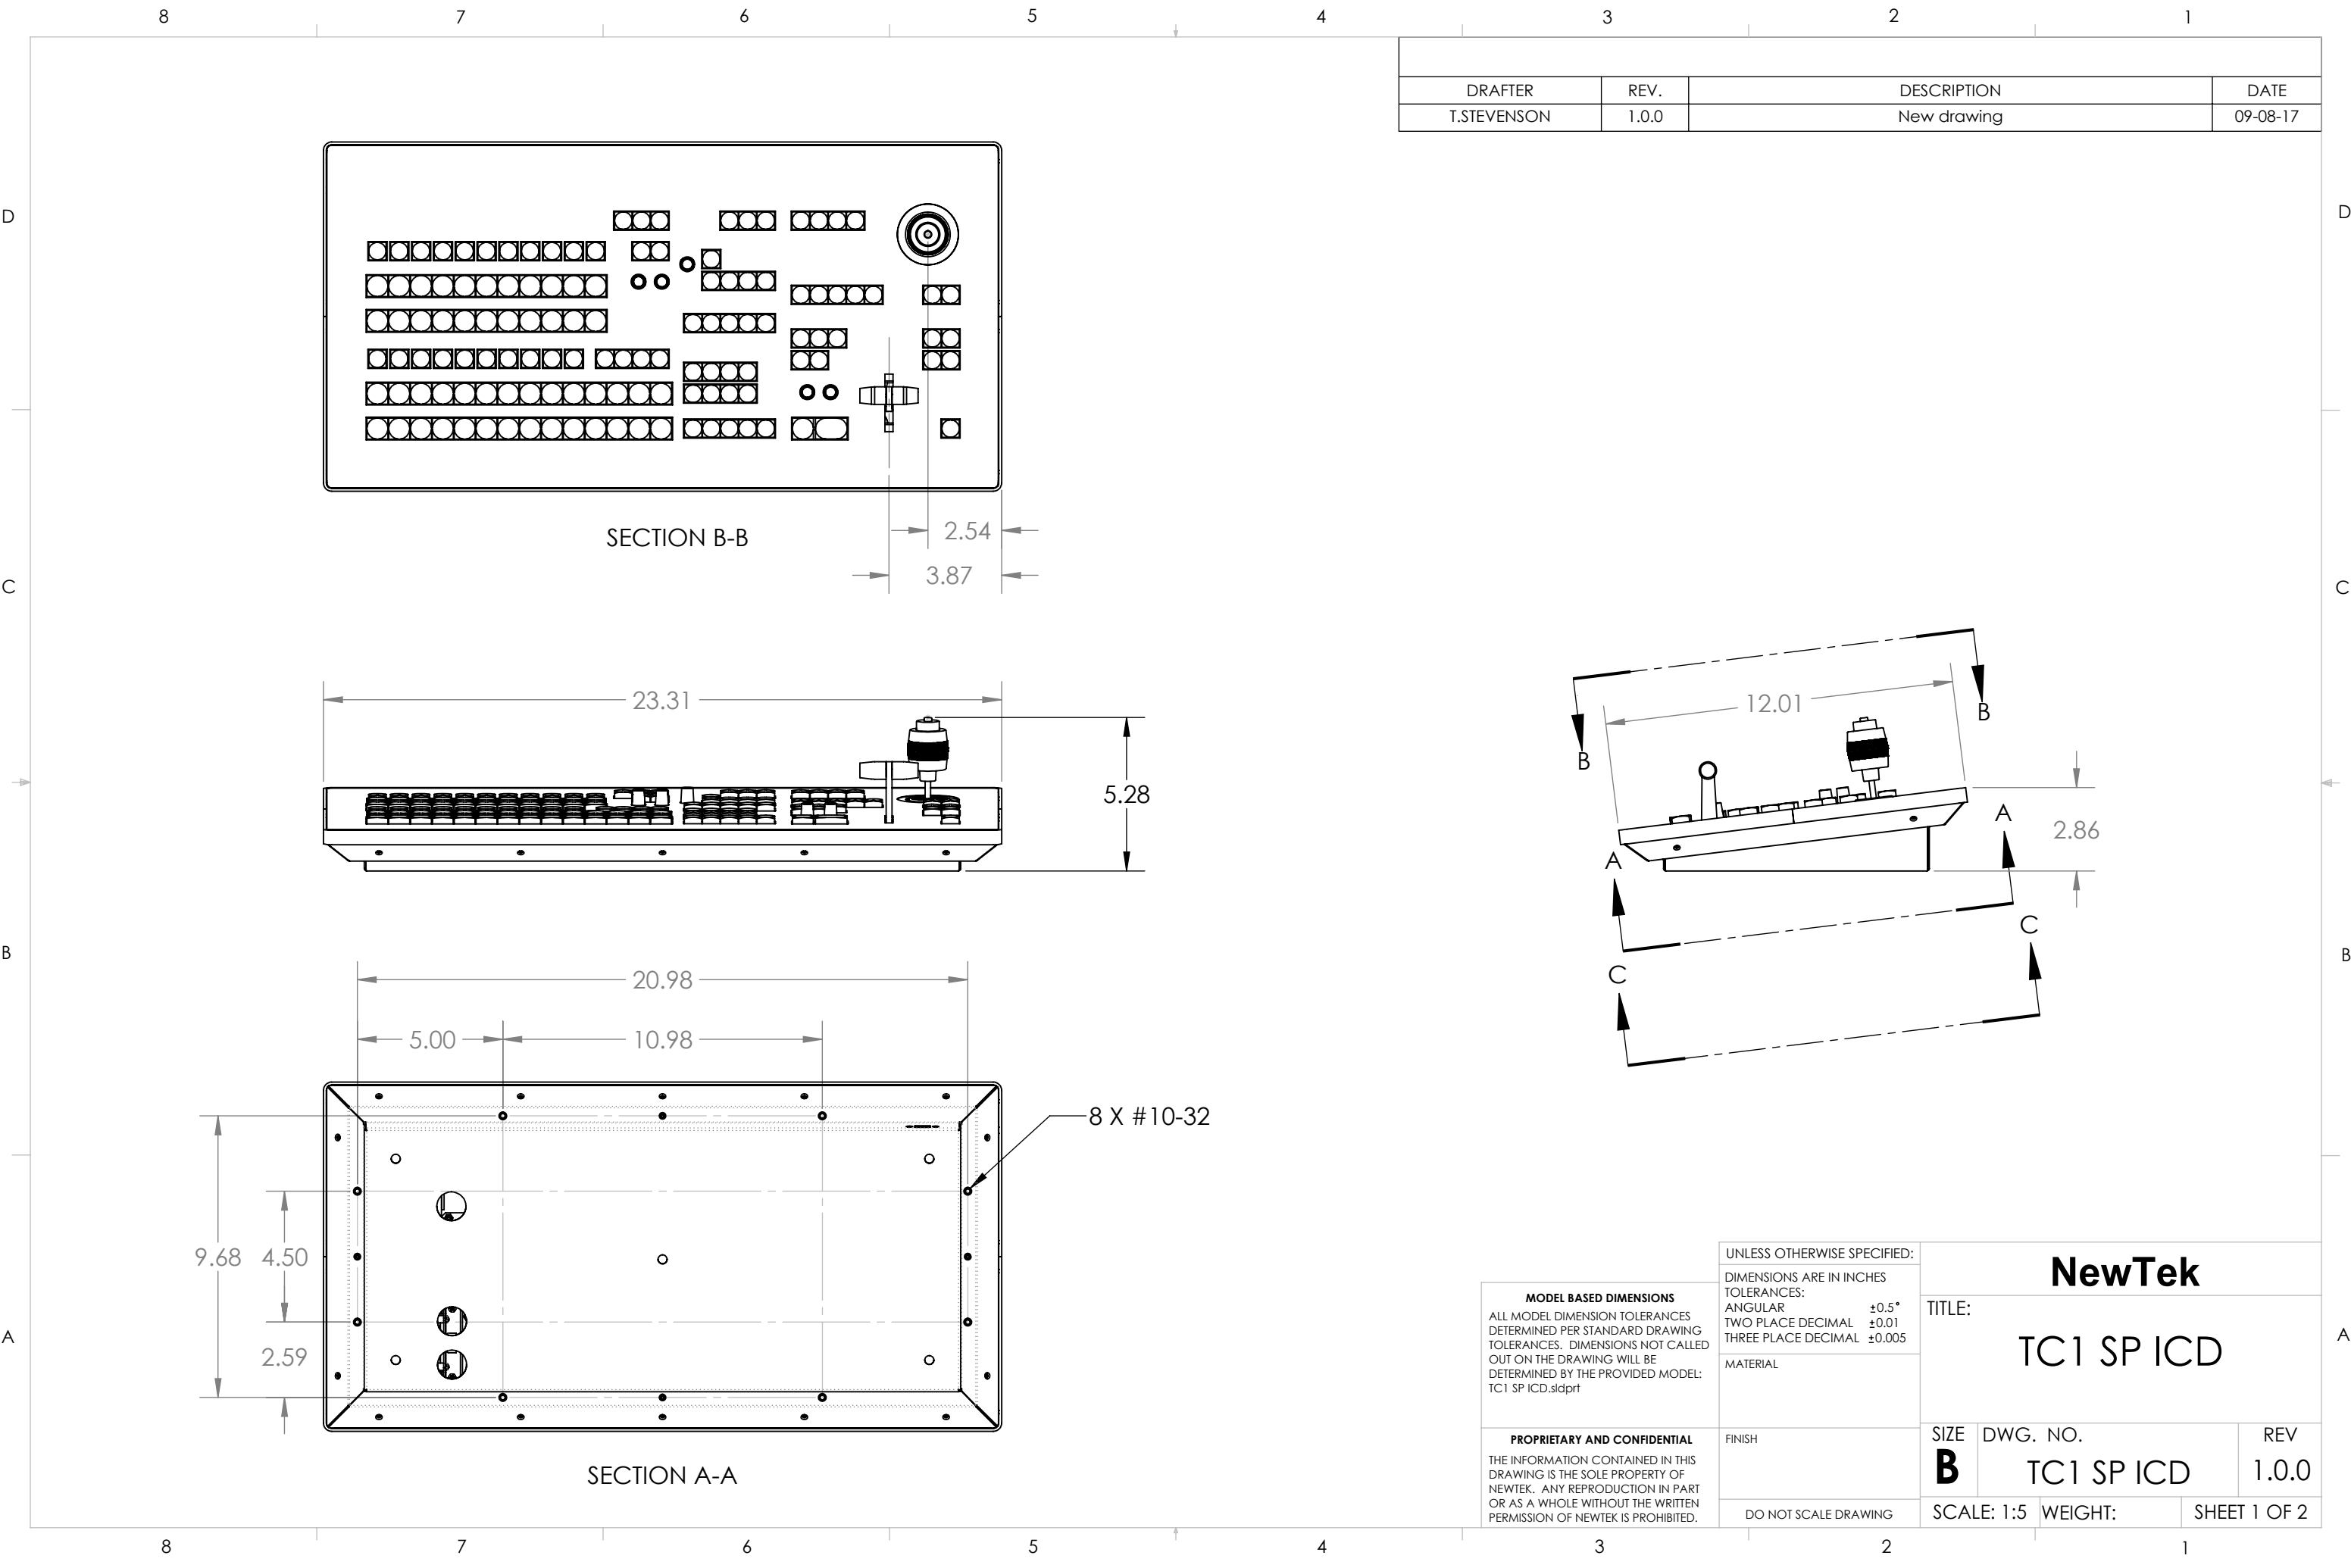 8 7 6 5 4 3 2 1
DRAFTER REV. DESCRIPTION DATE
T.STEVENSON 1.0.0 New drawing 09-08-17
D D
SECTION B-B
2.54
3.87
C C
23.31
5.28
B B
12.01
2.86
A A
C C
B B
20.98
5.00 10.98
8 X #10-32
9.68 4.50
2.59
A A
SECTION A-A
MODEL BASED DIMENSIONS
ALL MODEL DIMENSION TOLERANCES
DETERMINED PER STANDARD DRAWING
TOLERANCES. DIMENSIONS NOT CALLED
OUT ON THE DRAWING WILL BE
DETERMINED BY THE PROVIDED MODEL:
TC1 SP ICD.sldprt
PROPRIETARY AND CONFIDENTIAL
THE INFORMATION CONTAINED IN THIS
DRAWING IS THE SOLE PROPERTY OF
NEWTEK. ANY REPRODUCTION IN PART
OR AS A WHOLE WITHOUT THE WRITTEN
PERMISSION OF NEWTEK IS PROHIBITED.
UNLESS OTHERWISE SPECIFIED:
DIMENSIONS ARE IN INCHES
TOLERANCES:
ANGULAR ±0.5°
TWO PLACE DECIMAL ±0.01
THREE PLACE DECIMAL ±0.005
MATERIAL
FINISH
DO NOT SCALE DRAWING
NewTek
TITLE:
TC1 SP ICD
SIZE DWG. NO. REV
B TC1 SP ICD 1.0.0
SCALE: 1:5 WEIGHT: SHEET 1 OF 2
8 7 6 5 4 3 2 1